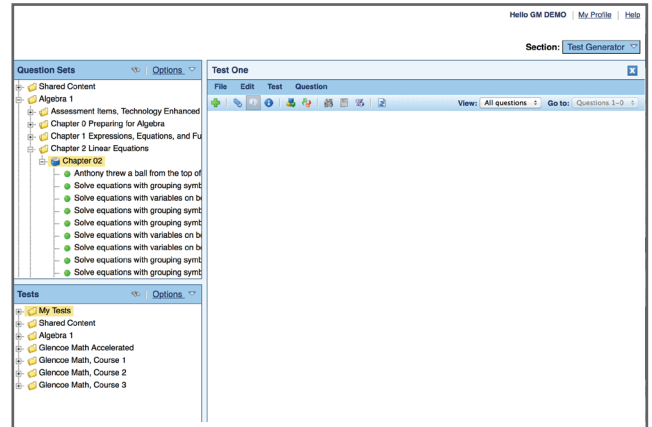 Hello GM DEMO | My Profile | Help
Section: Test Generator
Question Sets Options
Shared Content
Algebra 1
Assessment Items, Technology Enhanced
Chapter 0 Preparing for Algebra
Chapter 1 Expressions, Equations, and Fu
Chapter 2 Linear Equations
Chapter 02
Anthony threw a ball from the top of
Solve equations with grouping symb
Solve equations with variables on bo
Solve equations with grouping symb
Solve equations with grouping symb
Solve equations with variables on bo
Solve equations with variables on bo
Solve equations with grouping symb
Solve equations with grouping symb
Tests Options
My Tests
Shared Content
Algebra 1
Glencoe Math Accelerated
Glencoe Math, Course 1
Glencoe Math, Course 2
Glencoe Math, Course 3
Test One
File Edit Test Question
View: All questions Go to: Questions 1-0